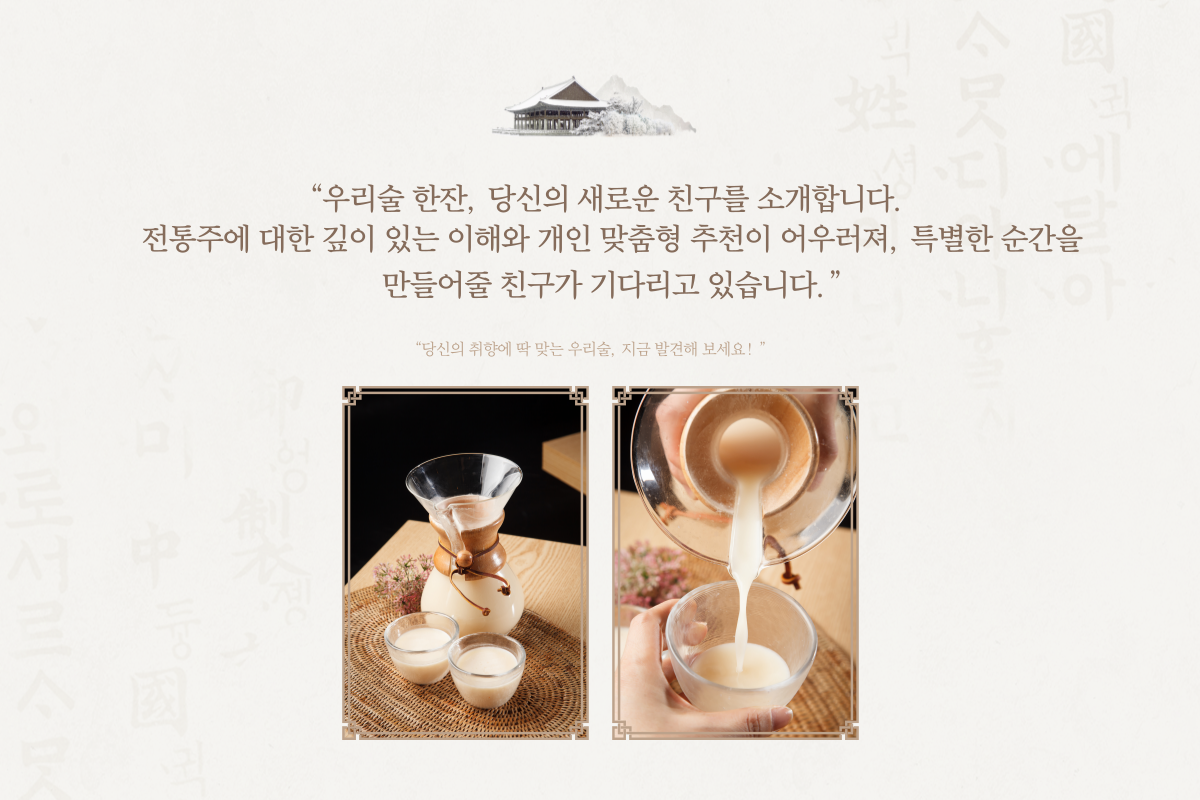 “우리술 한잔, 당신의 새로운 친구를 소개합니다.
전통주에 대한 깊이 있는 이해와 개인 맞춤형 추천이 어우러져, 특별한 순간을
만들어줄 친구가 기다리고 있습니다.”
“당신의 취향에 딱 맞는 우리술, 지금 발견해 보세요! ”